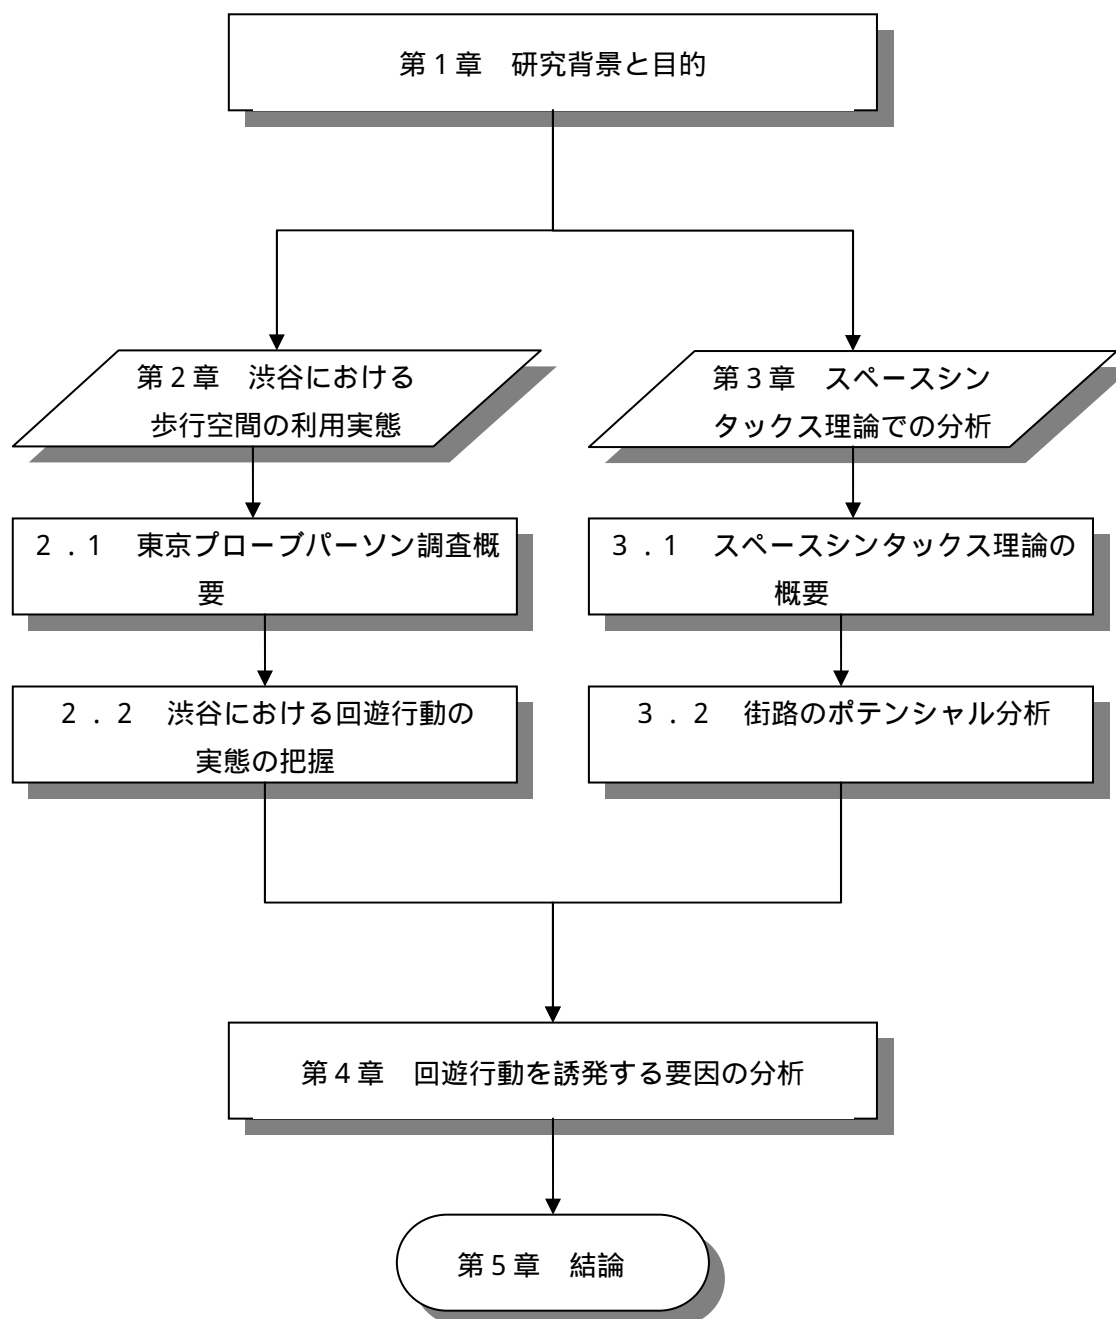 第1章　研究背景と目的
第2章　渋谷における
歩行空間の利用実態
第3章　スペースシン
タックス理論での分析
2．1　東京プローブパーソン調査概
要
3．1　スペースシンタックス理論の
概要
2．2　渋谷における回遊行動の
実態の把握
3．2　街路のポテンシャル分析
第4章　回遊行動を誘発する要因の分析
第5章　結論